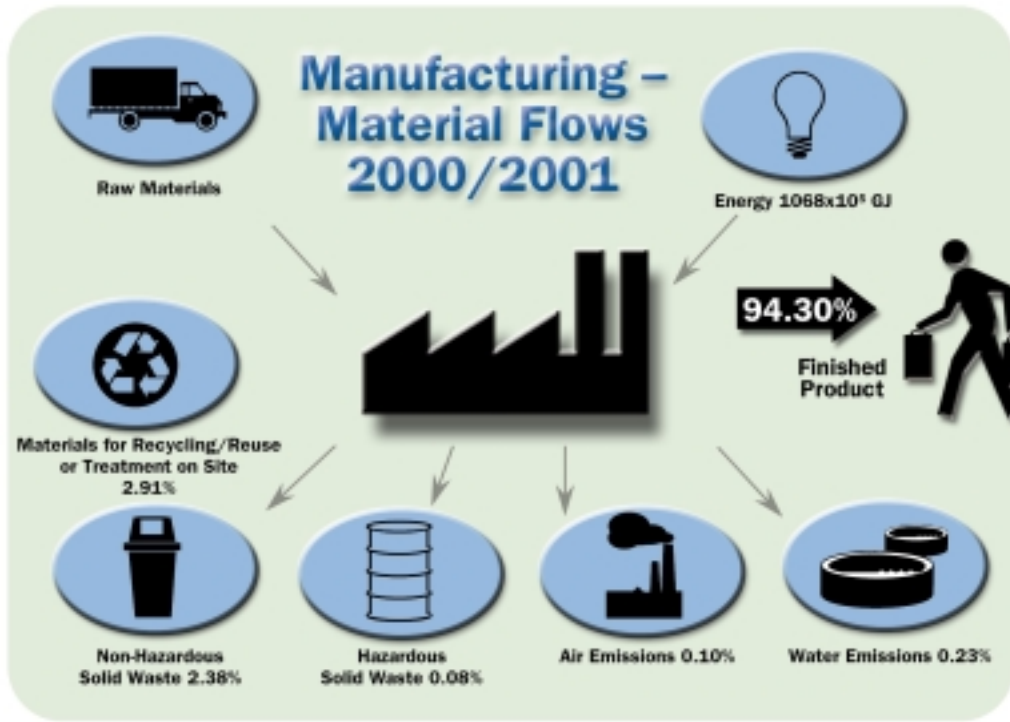 Manufacturing –
Material Flows
2000/2001
Raw Materials
Energy 1068x10⁵ GJ
94.30%
Finished
Product
Materials for Recycling/Reuse
or Treatment on Site
2.91%
Non-Hazardous
Solid Waste 2.38%
Hazardous
Solid Waste 0.08%
Air Emissions 0.10%
Water Emissions 0.23%